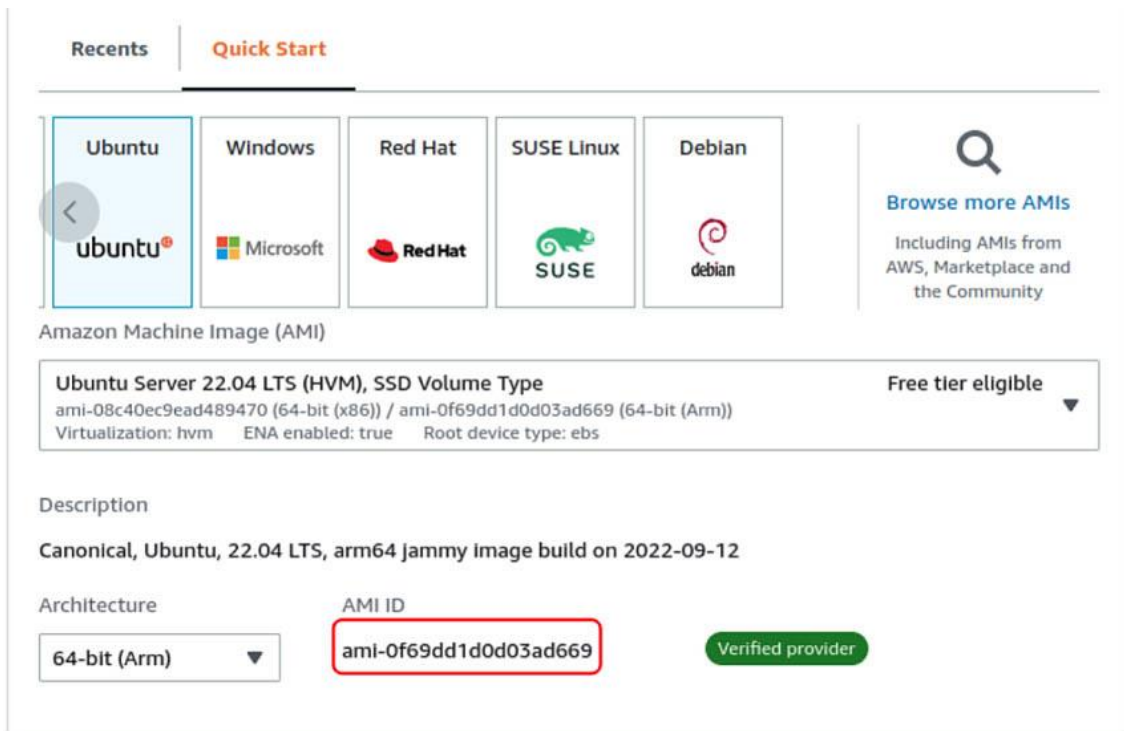 Recents Quick Start
Ubuntu Windows Red Hat SUSE Linux Debian
ubuntu Microsoft Red Hat SUSE debian
Browse more AMIs
Including AMIs from
AWS, Marketplace and
the Community
Amazon Machine Image (AMI)
Ubuntu Server 22.04 LTS (HVM), SSD Volume Type Free tier eligible
ami-08c40ec9ead489470 (64-bit (x86)) / ami-0f69dd1d0d03ad669 (64-bit (Arm))
Virtualization: hvm ENA enabled: true Root device type: ebs
Description
Canonical, Ubuntu, 22.04 LTS, arm64 jammy image build on 2022-09-12
Architecture AMI ID
64-bit (Arm) ami-0f69dd1d0d03ad669 Verified provider